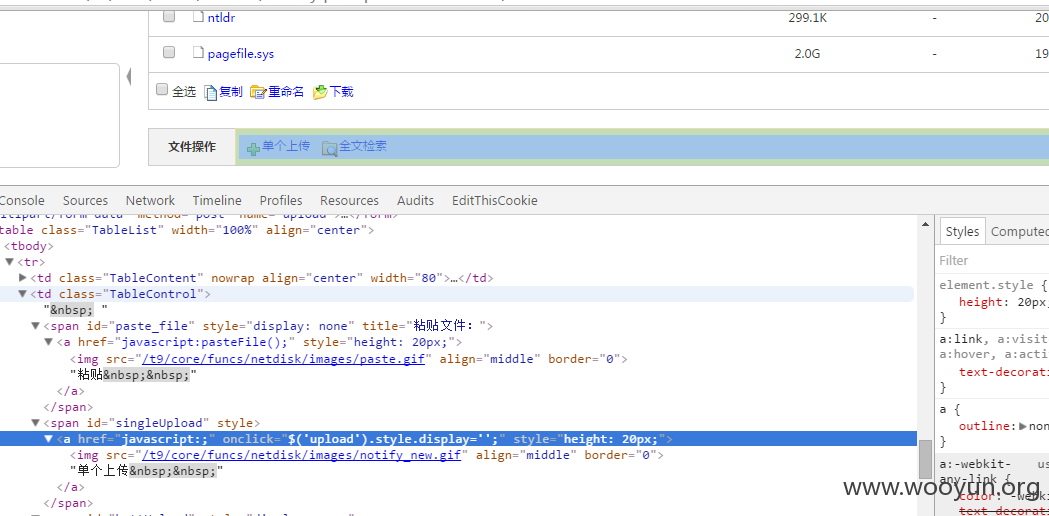 ntldr 299.1K - 20
pagefile.sys 2.0G - 19
全选 复制 重命名 下载
文件操作 单个上传 全文检索
Console Sources Network Timeline Profiles Resources Audits EditThisCookie
table class="TableList" width="100%" align="center">
<tbody>
▼<tr>
▶<td class="TableContent" nowrap align="center" width="80">…</td>
▼<td class="TableControl">
"&nbsp; "
▼<span id="paste_file" style="display: none" title="粘贴文件：">
▼<a href="javascript:pasteFile();" style="height: 20px;">
<img src="/t9/core/funcs/netdisk/images/paste.gif" align="middle" border="0">
"粘贴&nbsp;&nbsp;"
</a>
</span>
▼<span id="singleUpload" style>
▼<a href="javascript:;" onclick="$('upload').style.display='';" style="height: 20px;">
<img src="/t9/core/funcs/netdisk/images/notify_new.gif" align="middle" border="0">
"单个上传&nbsp;&nbsp;"
</a>
</span>
Styles Computed
Filter
element.style {
height: 20px;
}
a:link, a:visit
a:hover, a:acti
text-decorati
}
a {
outline:▶non
}
a:-webkit- us
any-link {
color: -webki
text-decorati
www.wooyun.org